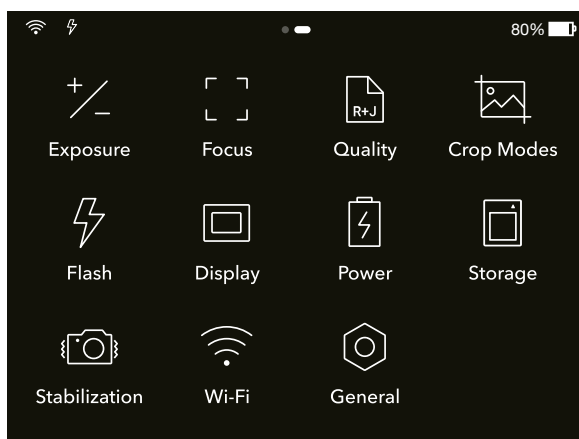 80%
R+J
Exposure Focus Quality Crop Modes
Flash Display Power Storage
Stabilization Wi-Fi General